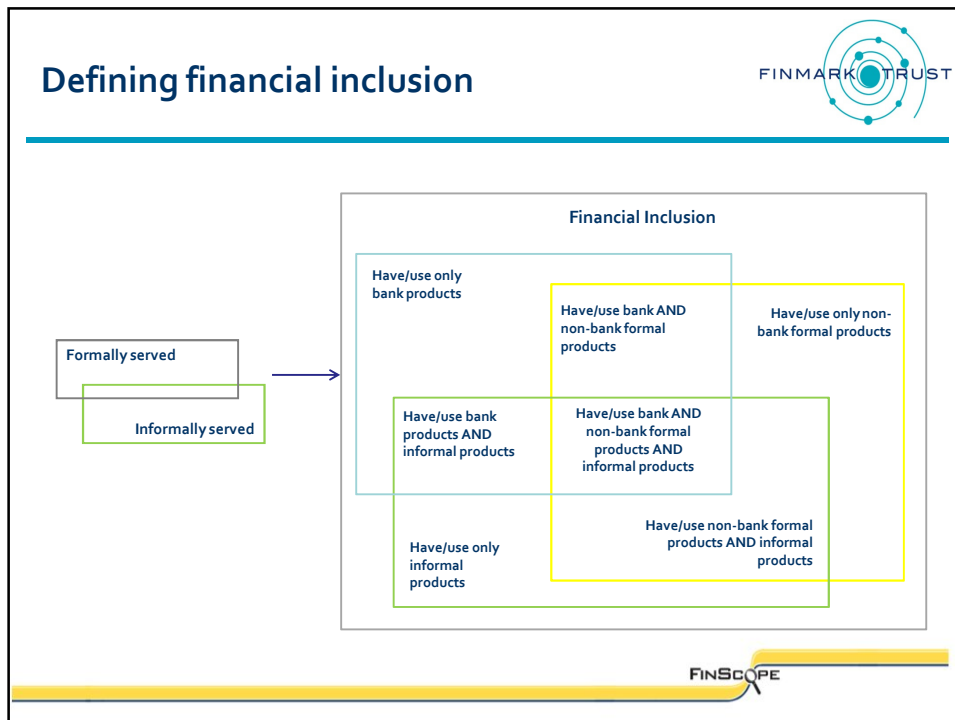 Defining financial inclusion
FINMARK TRUST
Financial Inclusion
Have/use only
bank products
Have/use bank AND
non-bank formal
products
Have/use only non-
bank formal products
Formally served
Informally served
Have/use bank
products AND
informal products
Have/use bank AND
non-bank formal
products AND
informal products
Have/use only
informal
products
Have/use non-bank formal
products AND informal
products
FINSCOPE